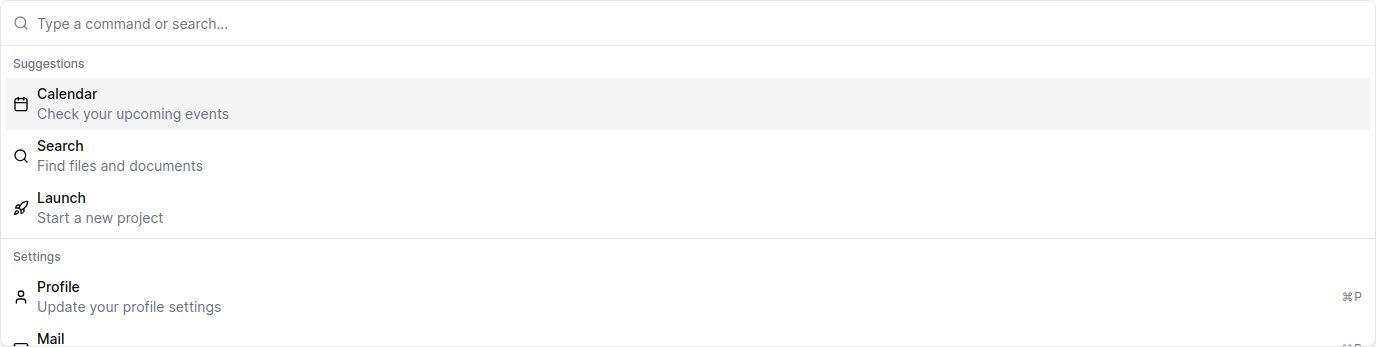 Type a command or search...
Suggestions
Calendar
Check your upcoming events
Search
Find files and documents
Launch
Start a new project
Settings
Profile
Update your profile settings
⌘P
Mail